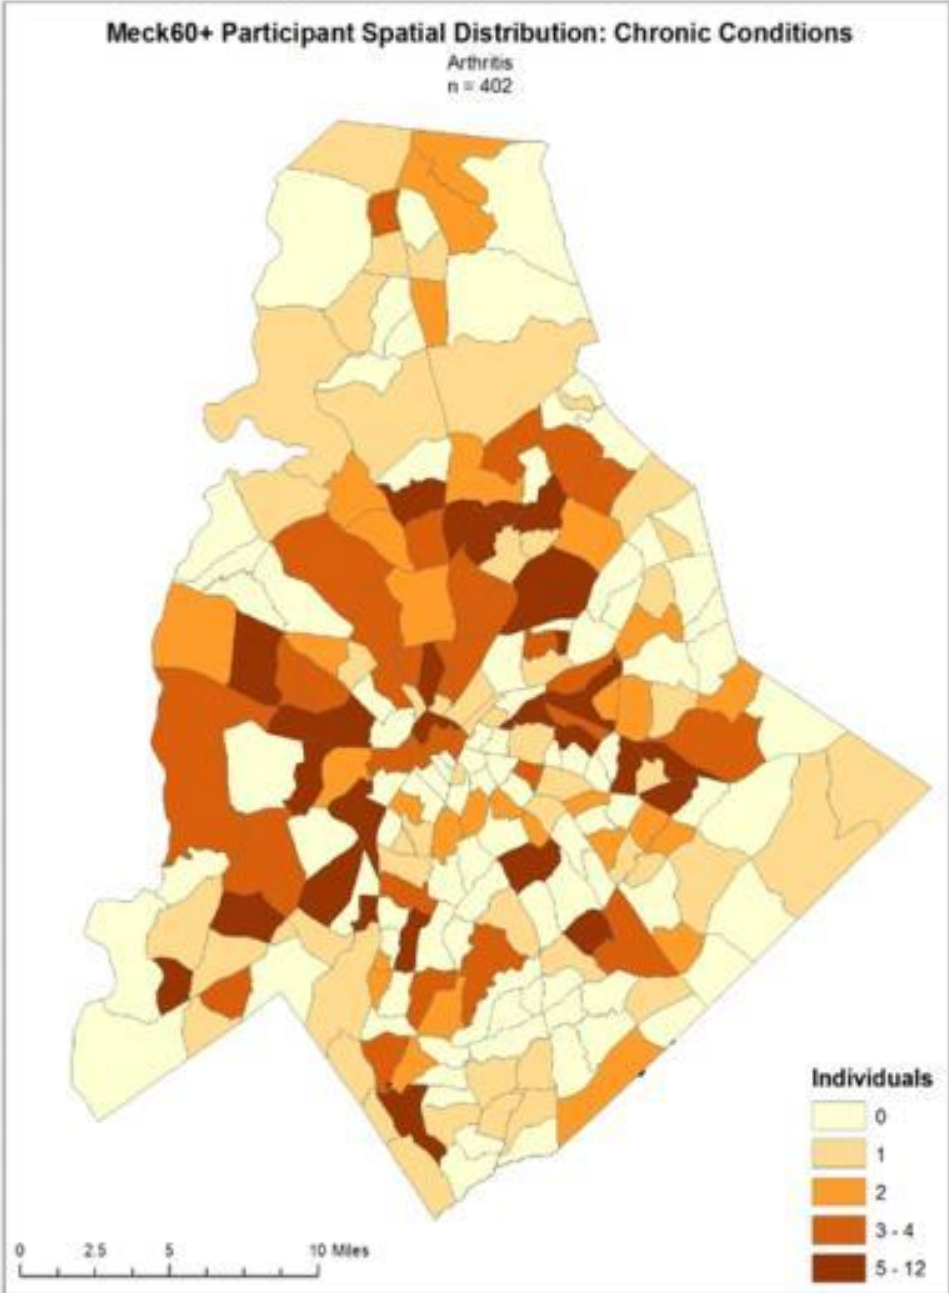 Meck60+ Participant Spatial Distribution: Chronic Conditions
Arthritis
n = 402
Individuals
0
1
2
3 - 4
5 - 12
0 2.5 5 10 Miles